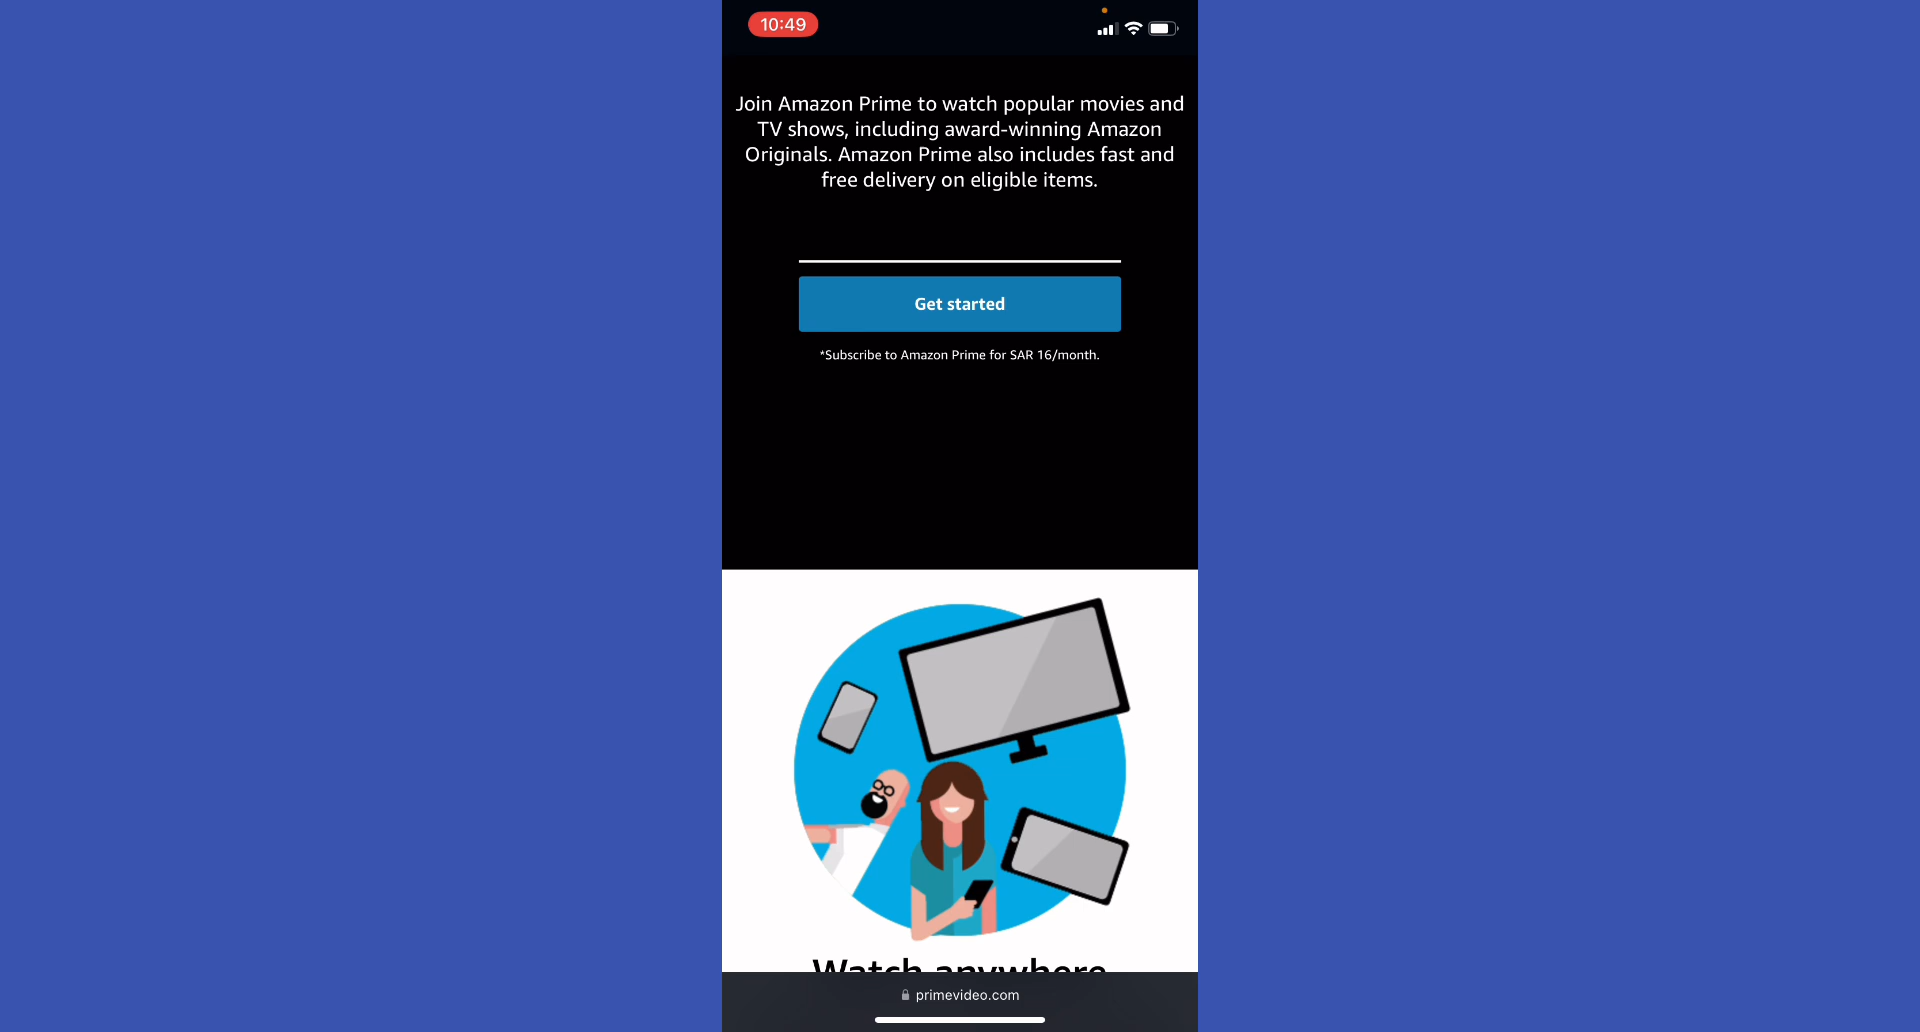 10:49
Join Amazon Prime to watch popular movies and
TV shows, including award-winning Amazon
Originals. Amazon Prime also includes fast and
free delivery on eligible items.
Get started
*Subscribe to Amazon Prime for SAR 16/month.
Watch anywhere
primevideo.com